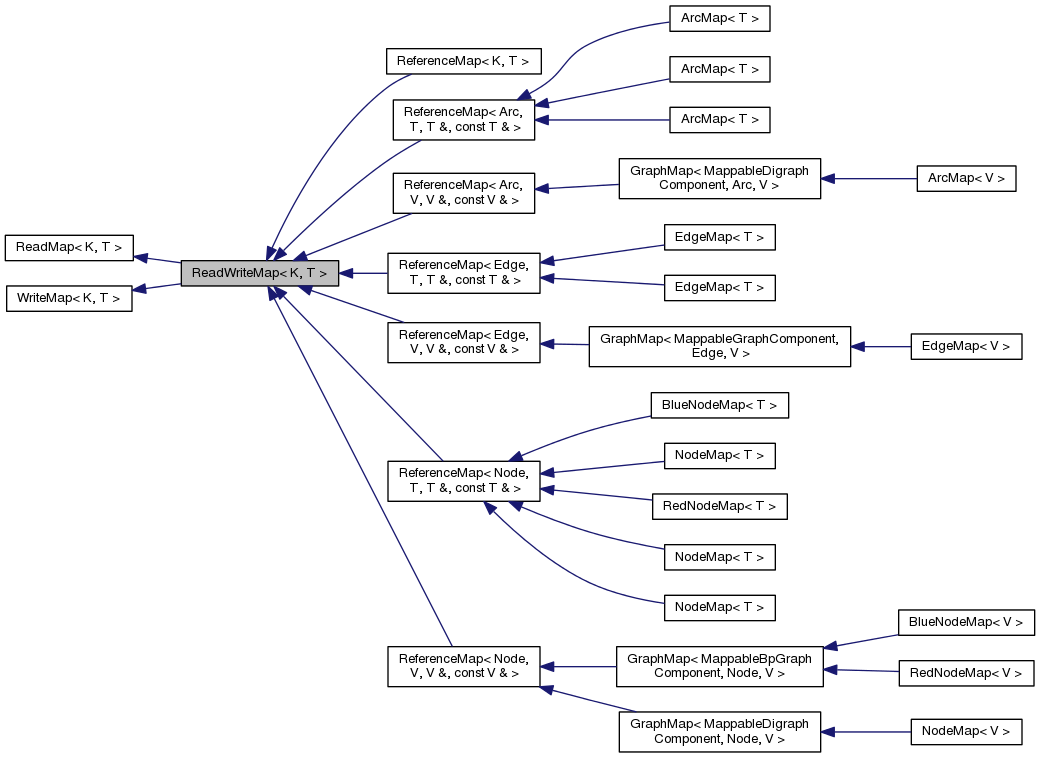 ReadMap< K, T >
WriteMap< K, T >
ReadWriteMap< K, T >
ReferenceMap< K, T >
ReferenceMap< Arc,
T, T &, const T & >
ReferenceMap< Arc,
V, V &, const V & >
ReferenceMap< Edge,
T, T &, const T & >
ReferenceMap< Edge,
V, V &, const V & >
ReferenceMap< Node,
T, T &, const T & >
ReferenceMap< Node,
V, V &, const V & >
ArcMap< T >
ArcMap< T >
ArcMap< T >
GraphMap< MappableDigraph
Component, Arc, V >
EdgeMap< T >
EdgeMap< T >
GraphMap< MappableGraphComponent,
Edge, V >
BlueNodeMap< T >
NodeMap< T >
RedNodeMap< T >
NodeMap< T >
NodeMap< T >
GraphMap< MappableBpGraph
Component, Node, V >
GraphMap< MappableDigraph
Component, Node, V >
ArcMap< V >
EdgeMap< V >
BlueNodeMap< V >
RedNodeMap< V >
NodeMap< V >